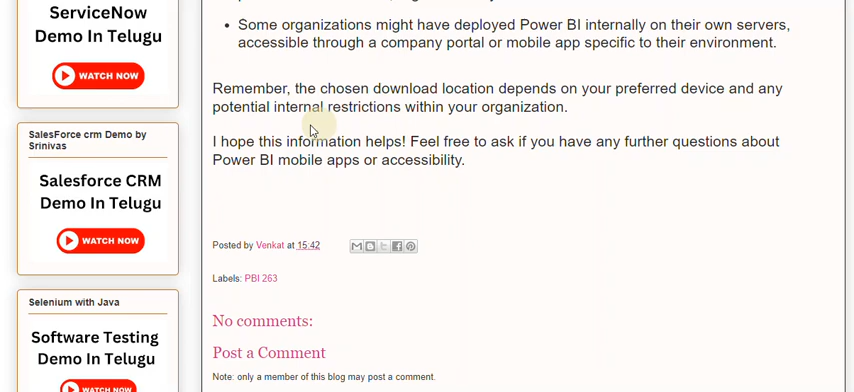 ServiceNow
Demo In Telugu
WATCH NOW
SalesForce crm Demo by
Srinivas
Salesforce CRM
Demo In Telugu
WATCH NOW
Selenium with Java
Software Testing
Demo In Telugu
WATCH NOW
• Some organizations might have deployed Power BI internally on their own servers,
accessible through a company portal or mobile app specific to their environment.
Remember, the chosen download location depends on your preferred device and any
potential internal restrictions within your organization.
I hope this information helps! Feel free to ask if you have any further questions about
Power BI mobile apps or accessibility.
Posted by Venkat at 15:42
Labels: PBI 263
No comments:
Post a Comment
Note: only a member of this blog may post a comment.